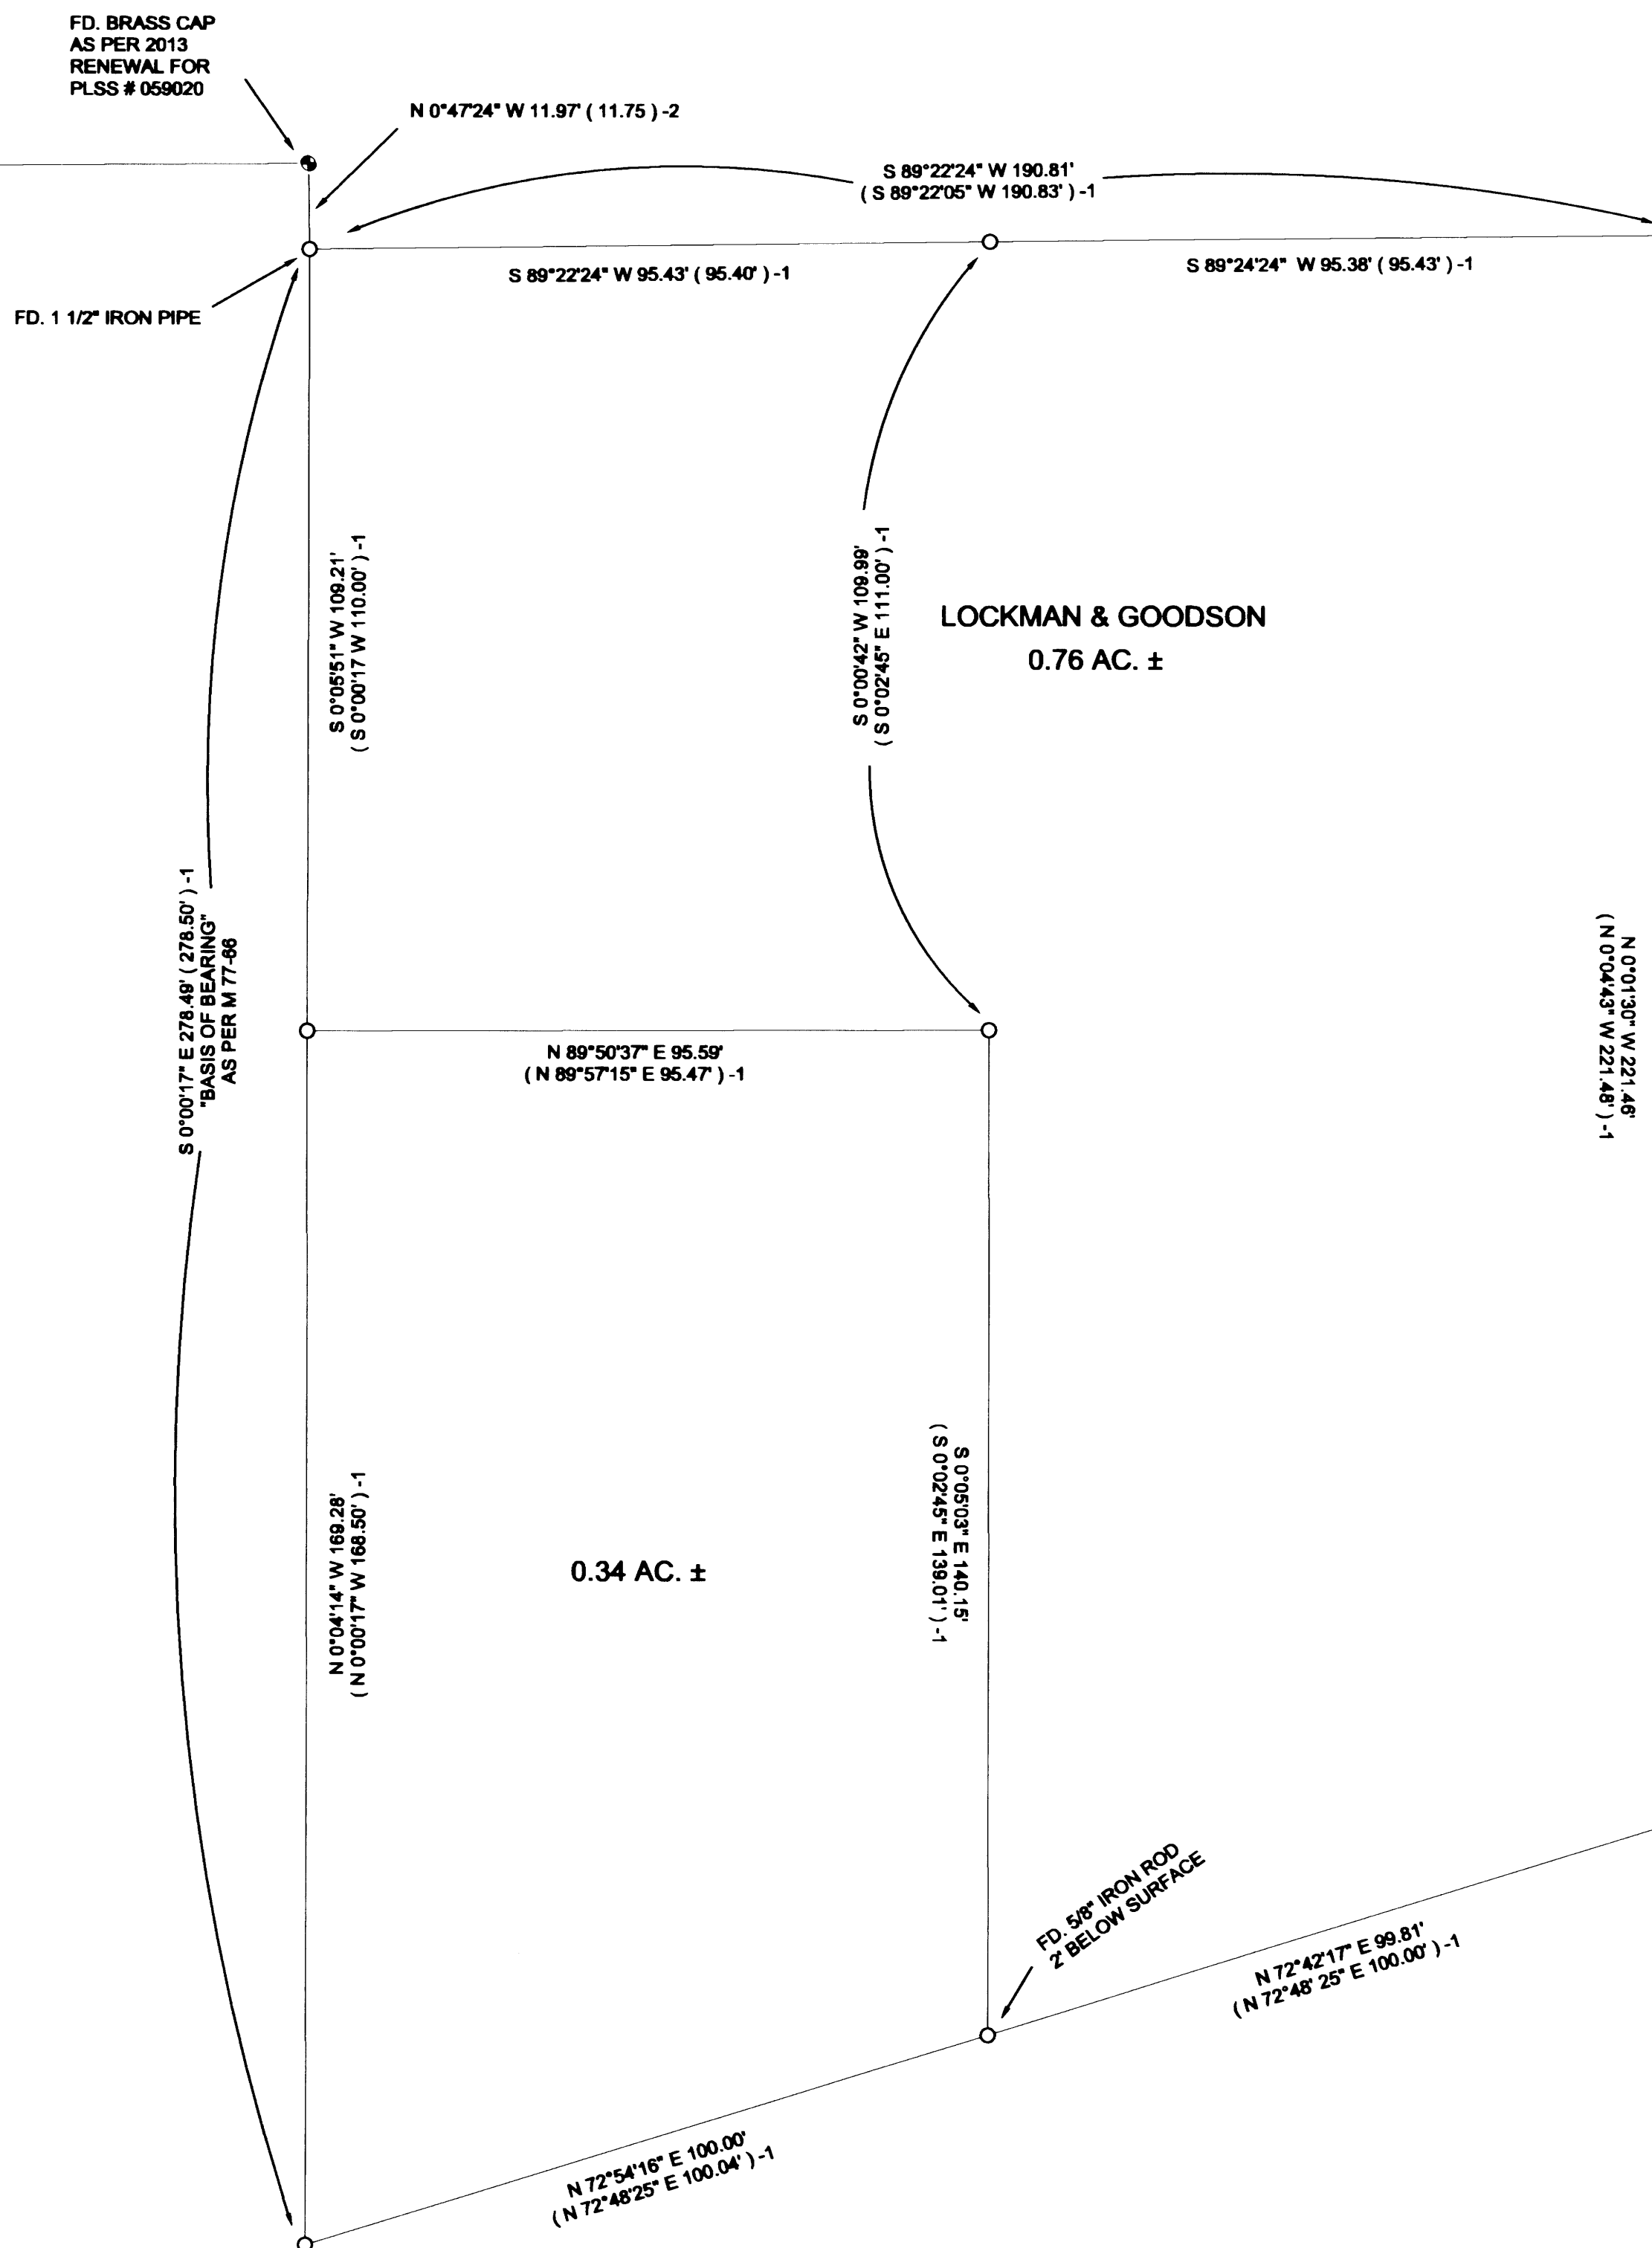 FD. BRASS CAP
AS PER 2013
RENEWAL FOR
PLSS # 059020
N 0°47'24" W 11.97' ( 11.75 ) -2
S 89°22'24" W 190.81'
( S 89°22'05" W 190.83' ) -1
S 89°22'24" W 95.43' ( 95.40' ) -1
S 89°24'24" W 95.38' ( 95.43' ) -1
FD. 1 1/2" IRON PIPE
S 0°05'51" W 109.21'
( S 0°00'17 W 110.00' ) -1
S 0°00'42" W 109.99'
( S 0°02'45" E 111.00' ) -1
LOCKMAN & GOODSON
0.76 AC. ±
S 0°00'17" E 278.49' ( 278.50' ) -1
"BASIS OF BEARING"
AS PER M 77-66
N 0°01'30" W 221.46'
( N 0°04'43" W 221.48' ) -1
N 89°50'37" E 95.59'
( N 89°57'15" E 95.47' ) -1
N 0°04'14" W 169.28'
( N 0°00'17" W 168.50' ) -1
0.34 AC. ±
S 0°05'03" E 140.15'
( S 0°02'45" E 139.01' ) -1
FD. 5/8" IRON ROD
2' BELOW SURFACE
N 72°42'17" E 99.81'
( N 72°48' 25" E 100.00' ) -1
N 72°54'16" E 100.00'
( N 72°48'25" E 100.04' ) -1